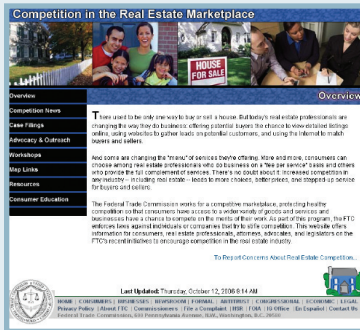 Competition in the Real Estate Marketplace
HOUSE
FOR SALE
Overview
Overview
Competition News
Case Filings
Advocacy & Outreach
Workshops
Map Links
Resources
Consumer Education
There used to be only one way to buy or sell a house. But today's real estate professionals are
changing the way they do business: offering potential buyers the chance to view detailed listings
online, using websites to gather leads on potential customers, and using the Internet to match
buyers and sellers.
And some are changing the "menu" of services they're offering. More and more, consumers can
choose among real estate professionals who do business on a "fee per service" basis and others
who provide the full complement of services. There's no doubt about it: increased competition in
any industry – including real estate – leads to more choices, better prices, and stepped-up service
for buyers and sellers.
The Federal Trade Commission works for a competitive marketplace, promoting healthy
competition so that consumers have access to a wide variety of goods and services and
businesses have a chance to compete on the merits of their work. As part of this program, the FTC
enforces laws against individuals or companies that try to stifle competition. This website offers
information for consumers, real estate professionals, attorneys, advocates, and legislators on the
FTC's recent initiatives to encourage competition in the real estate industry.
To Report Concerns About Real Estate Competition...
Last Updated: Thursday, October 12, 2006 8:14 AM
HOME | CONSUMERS | BUSINESSES | NEWSROOM | FORMAL | ANTITRUST | CONGRESSIONAL | ECONOMIC | LEGAL
Privacy Policy | About FTC | Commissioners | File a Complaint | HSR | FOIA | IG Office | En Español | Contact Us
Federal Trade Commission, 600 Pennsylvania Avenue, N.W., Washington, D.C. 20580